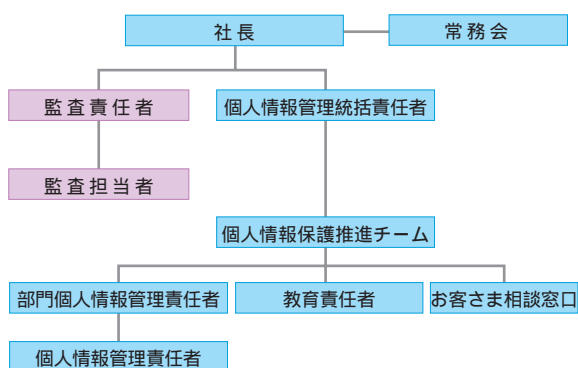 社長
常務会
監査責任者
個人情報管理統括責任者
監査担当者
個人情報保護推進チーム
部門個人情報管理責任者
教育責任者
お客さま相談窓口
個人情報管理責任者